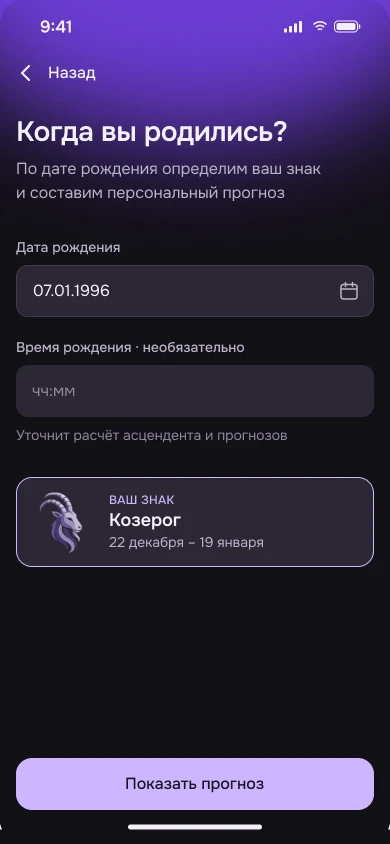 9:41
Назад
Когда вы родились?
По дате рождения определим ваш знак
и составим персональный прогноз
Дата рождения
07.01.1996
Время рождения · необязательно
чч:мм
Уточнит расчёт асцендента и прогнозов
ВАШ ЗНАК
Козерог
22 декабря – 19 января
Показать прогноз